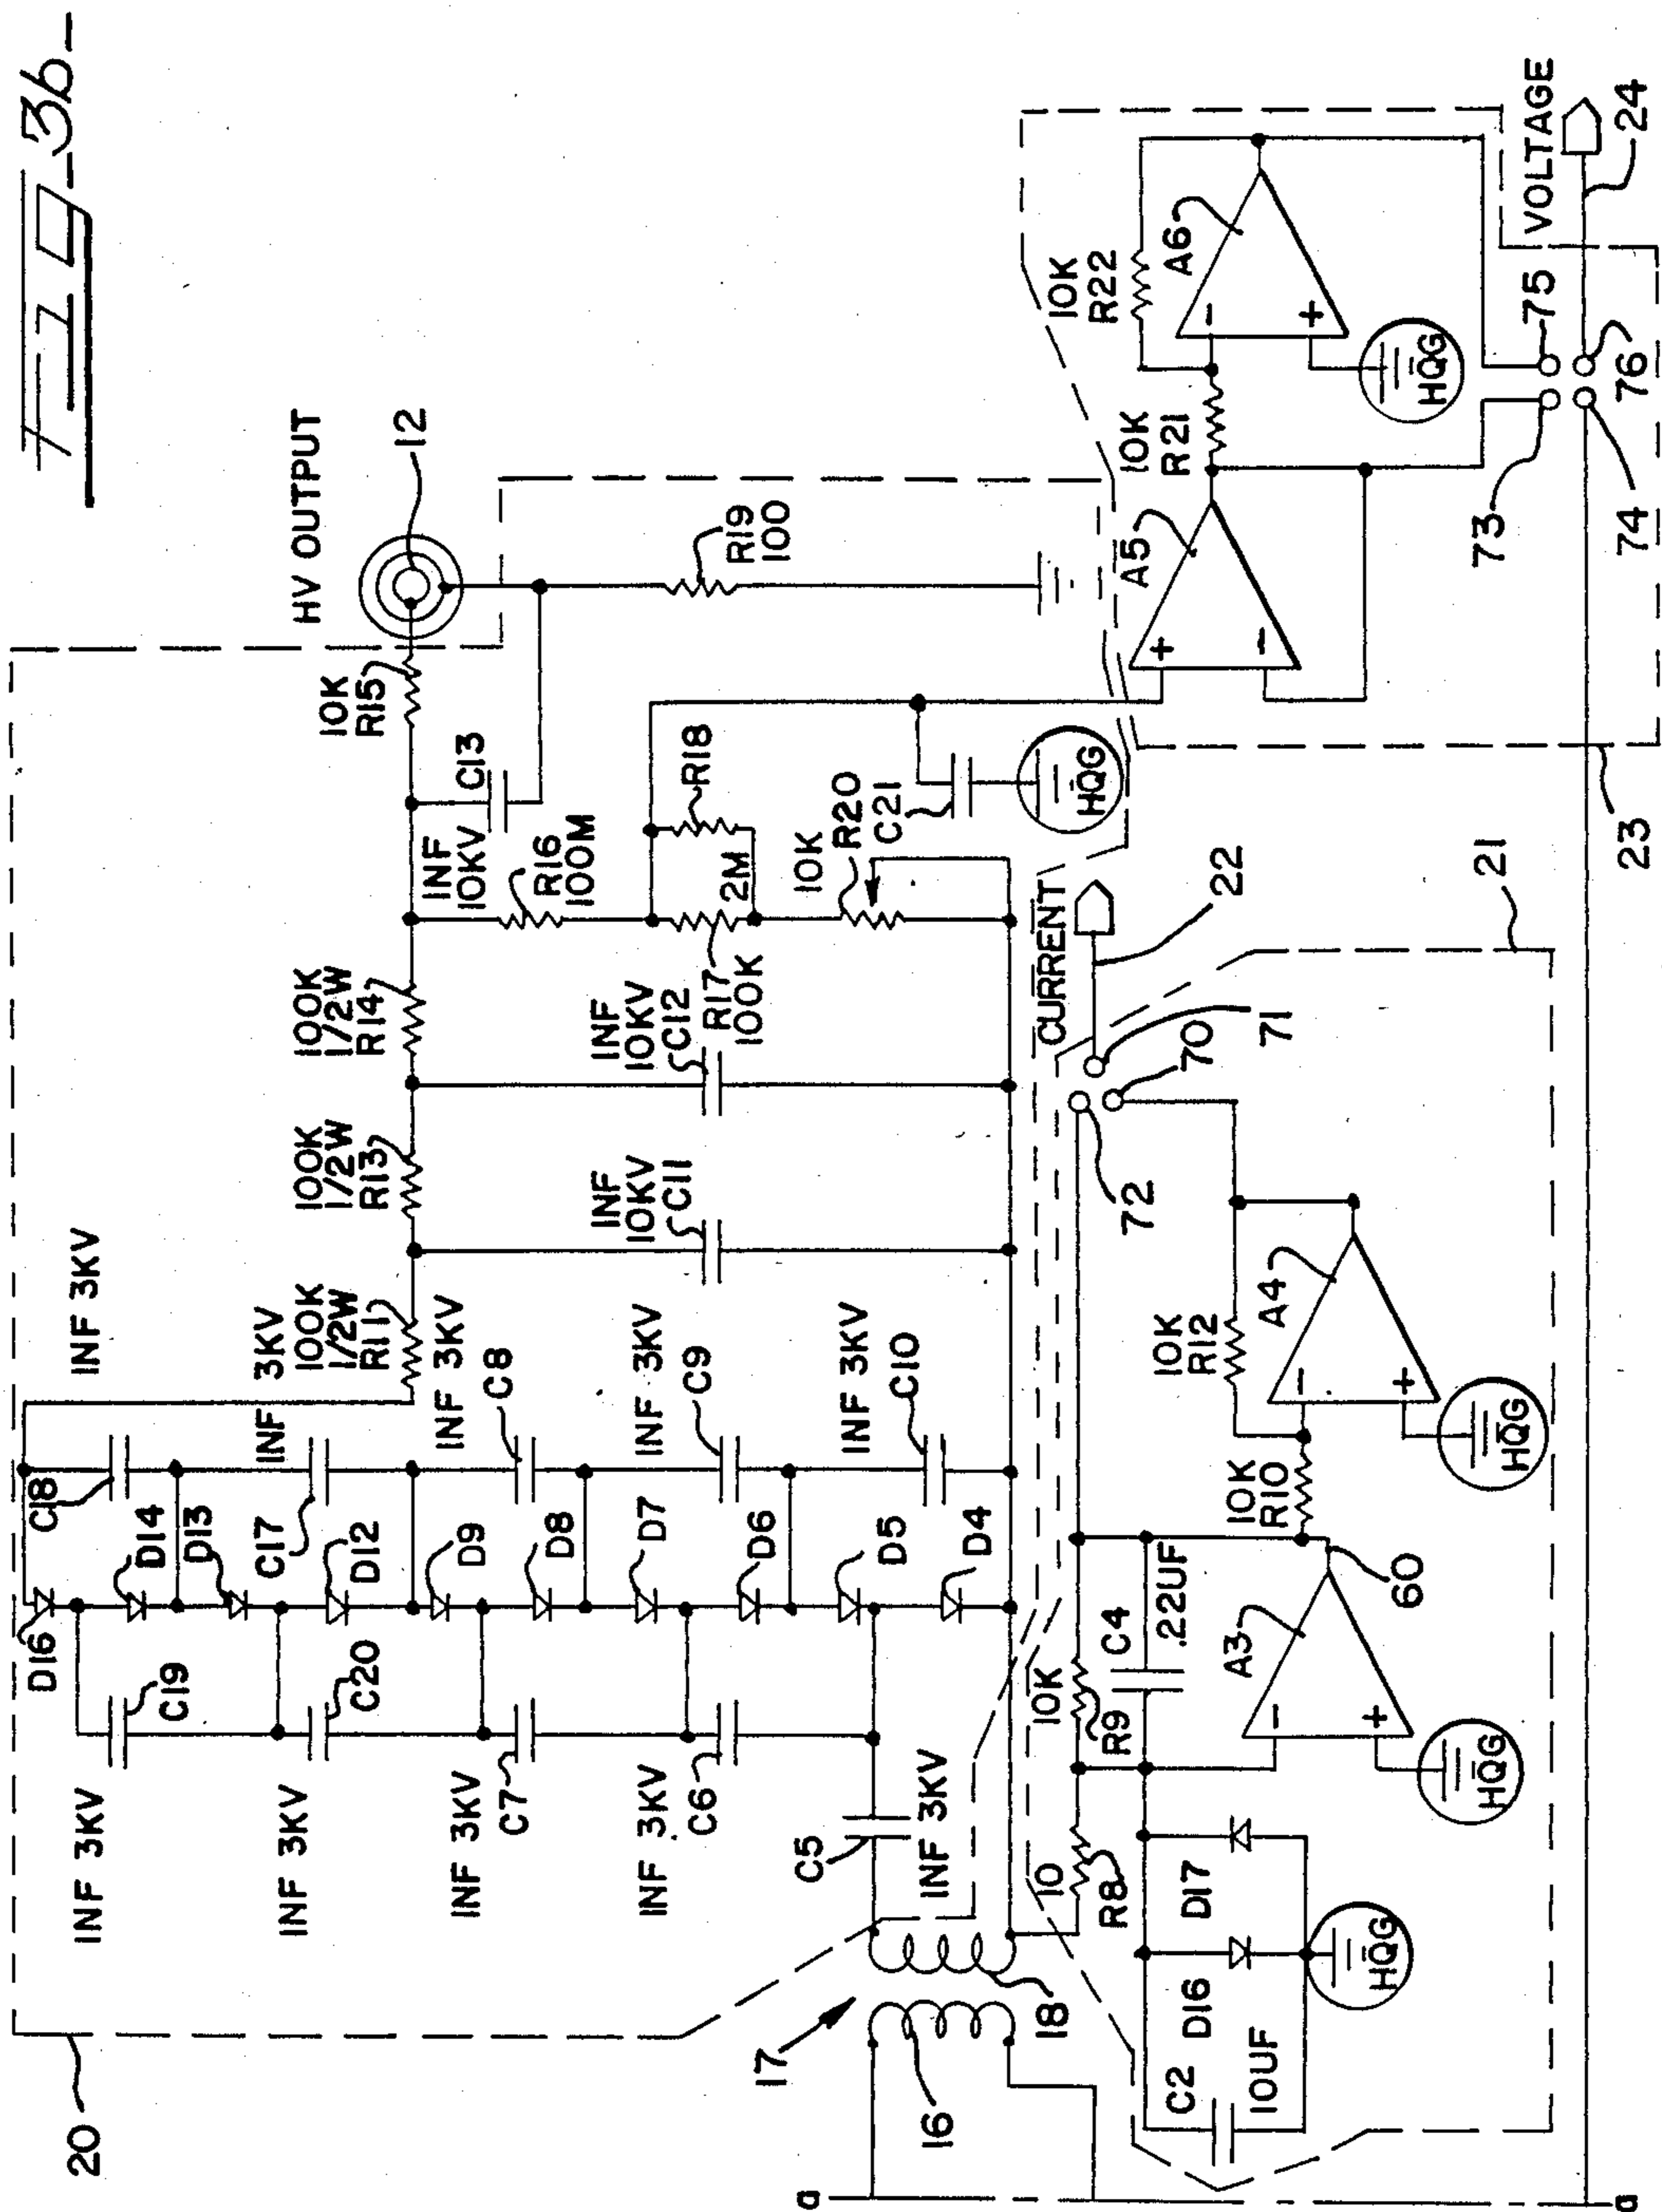 FIG_3b_
HV OUTPUT
12
20
INF 3KV
C18
D16
D14
D13
C19
INF 3KV
3KV
INF
C17
D12
C20
INF 3KV
100K
1/2W
R11
100K
1/2W
R13
100K
1/2W
R14
10K
R15
INF 3KV
C8
D9
D8
C7
INF 3KV
INF 3KV
C9
D7
D6
C6
INF 3KV
INF 3KV
C10
D5
D4
C5
INF 3KV
INF
10KV
C11
INF
10KV
C12
INF
10KV
C13
R16
100M
R17
100K
2M
R18
10K
R20
C21
HQG
R19
100
17
16
18
10
R8
10K
R9
C4
.22UF
C2
10UF
D16
D17
HQG
A3
-
+
HQG
60
10K
R10
10K
R12
A4
-
+
HQG
72
70
71
CURRENT
22
21
A5
+
-
10K
R21
10K
R22
A6
-
+
HQG
73
75
74
76
VOLTAGE
24
23
a
a